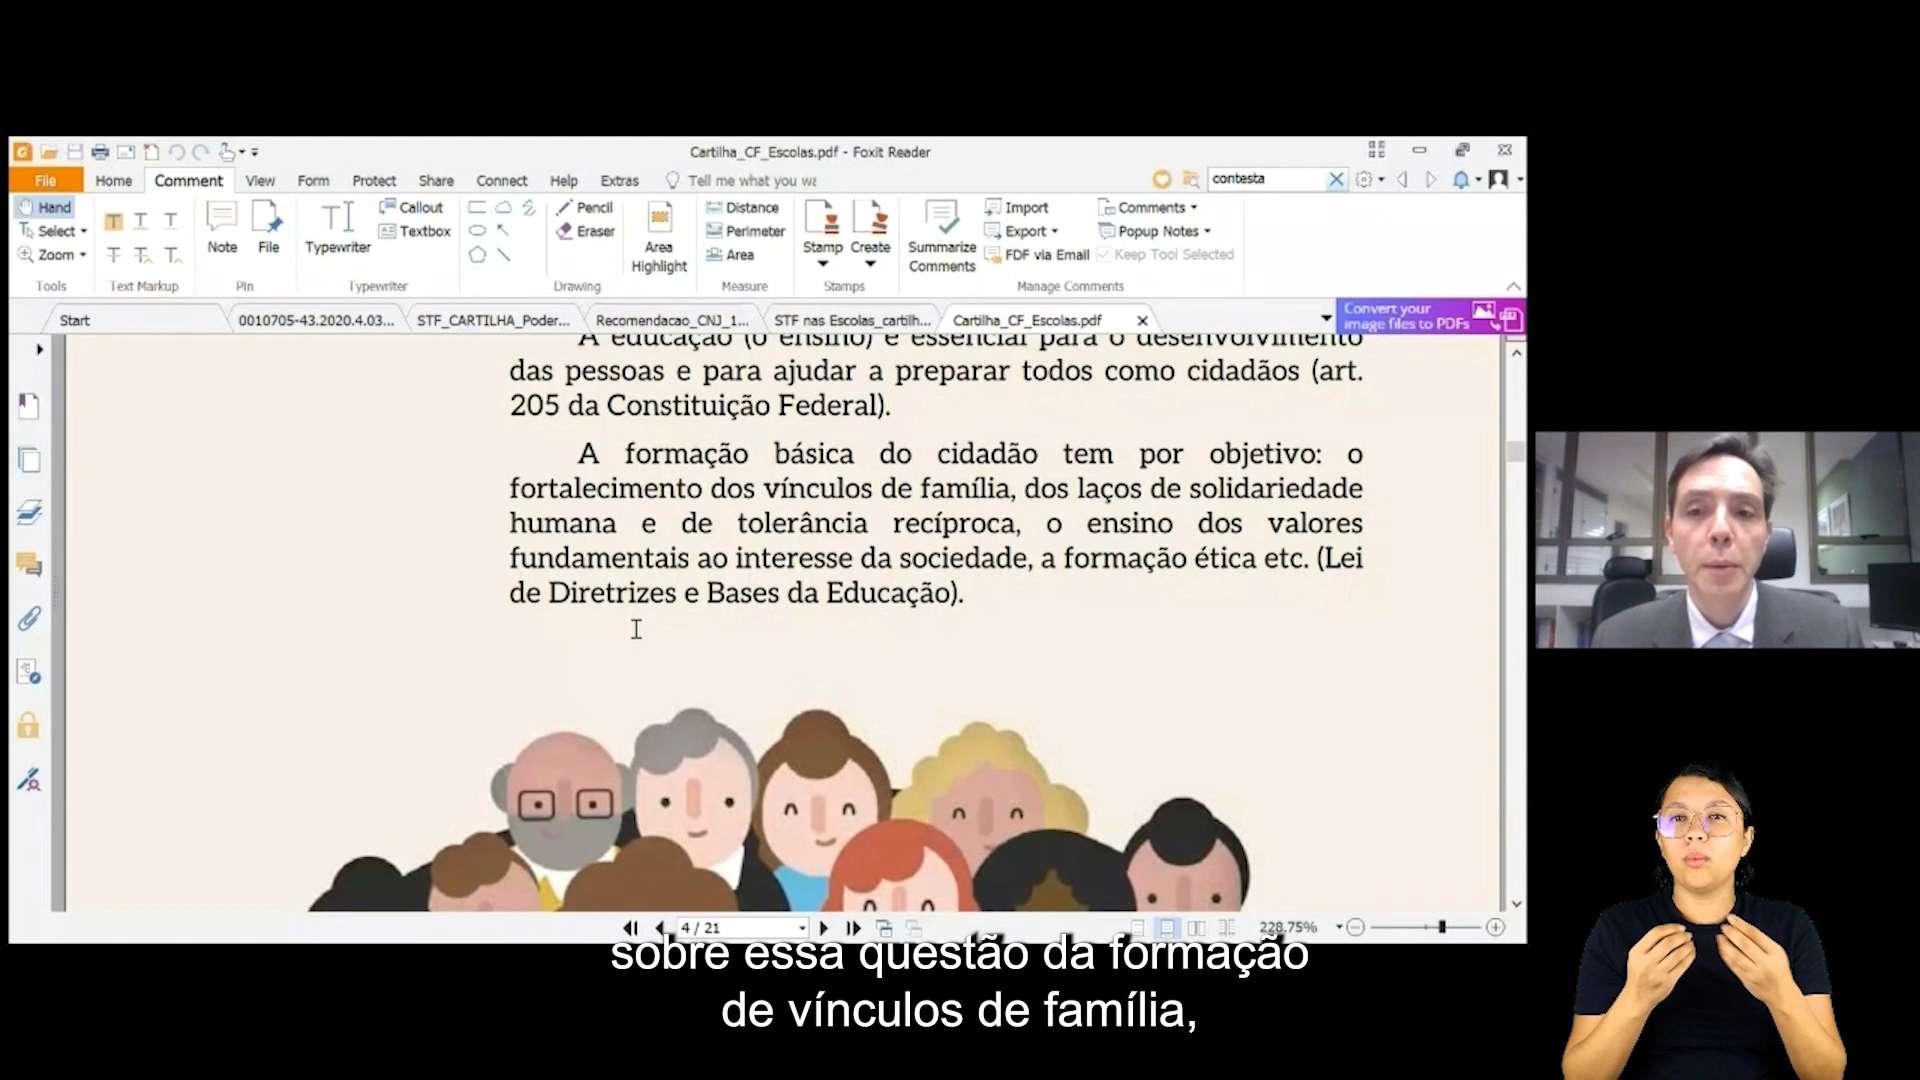 Cartilha_CF_Escolas.pdf - Foxit Reader
File Home Comment View Form Protect Share Connect Help Extras Tell me what you wa
contesta
Hand
Select
Zoom
Tools
Text Markup
Note File
Pin
Typewriter
Callout
Textbox
Typewriter
Pencil
Eraser
Area
Highlight
Drawing
Distance
Perimeter
Area
Measure
Stamp Create
Stamps
Summarize
Comments
Import
Export
FDF via Email
Comments
Popup Notes
Keep Tool Selected
Manage Comments
Start 0010705-43.2020.4.03... STF_CARTILHA_Poder... Recomendacao_CNJ_1... STF nas Escolas_cartilh... Cartilha_CF_Escolas.pdf
Convert your
image files to PDFs
A educação (o ensino) é essencial para o desenvolvimento
das pessoas e para ajudar a preparar todos como cidadãos (art.
205 da Constituição Federal).
A formação básica do cidadão tem por objetivo: o
fortalecimento dos vínculos de família, dos laços de solidariedade
humana e de tolerância recíproca, o ensino dos valores
fundamentais ao interesse da sociedade, a formação ética etc. (Lei
de Diretrizes e Bases da Educação).
4 / 21
228.75%
sobre essa questão da formação
de vínculos de família,